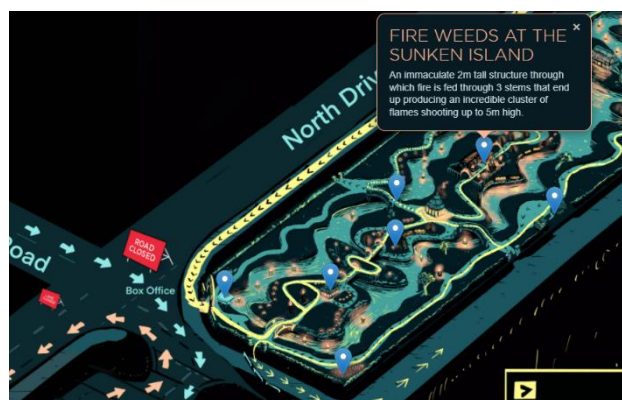 FIRE WEEDS AT THE
SUNKEN ISLAND
An immaculate 2m tall structure through
which fire is fed through 3 stems that end
up producing an incredible cluster of
flames shooting up to 5m high.
North Driv
ROAD
CLOSED
oad
Box Office